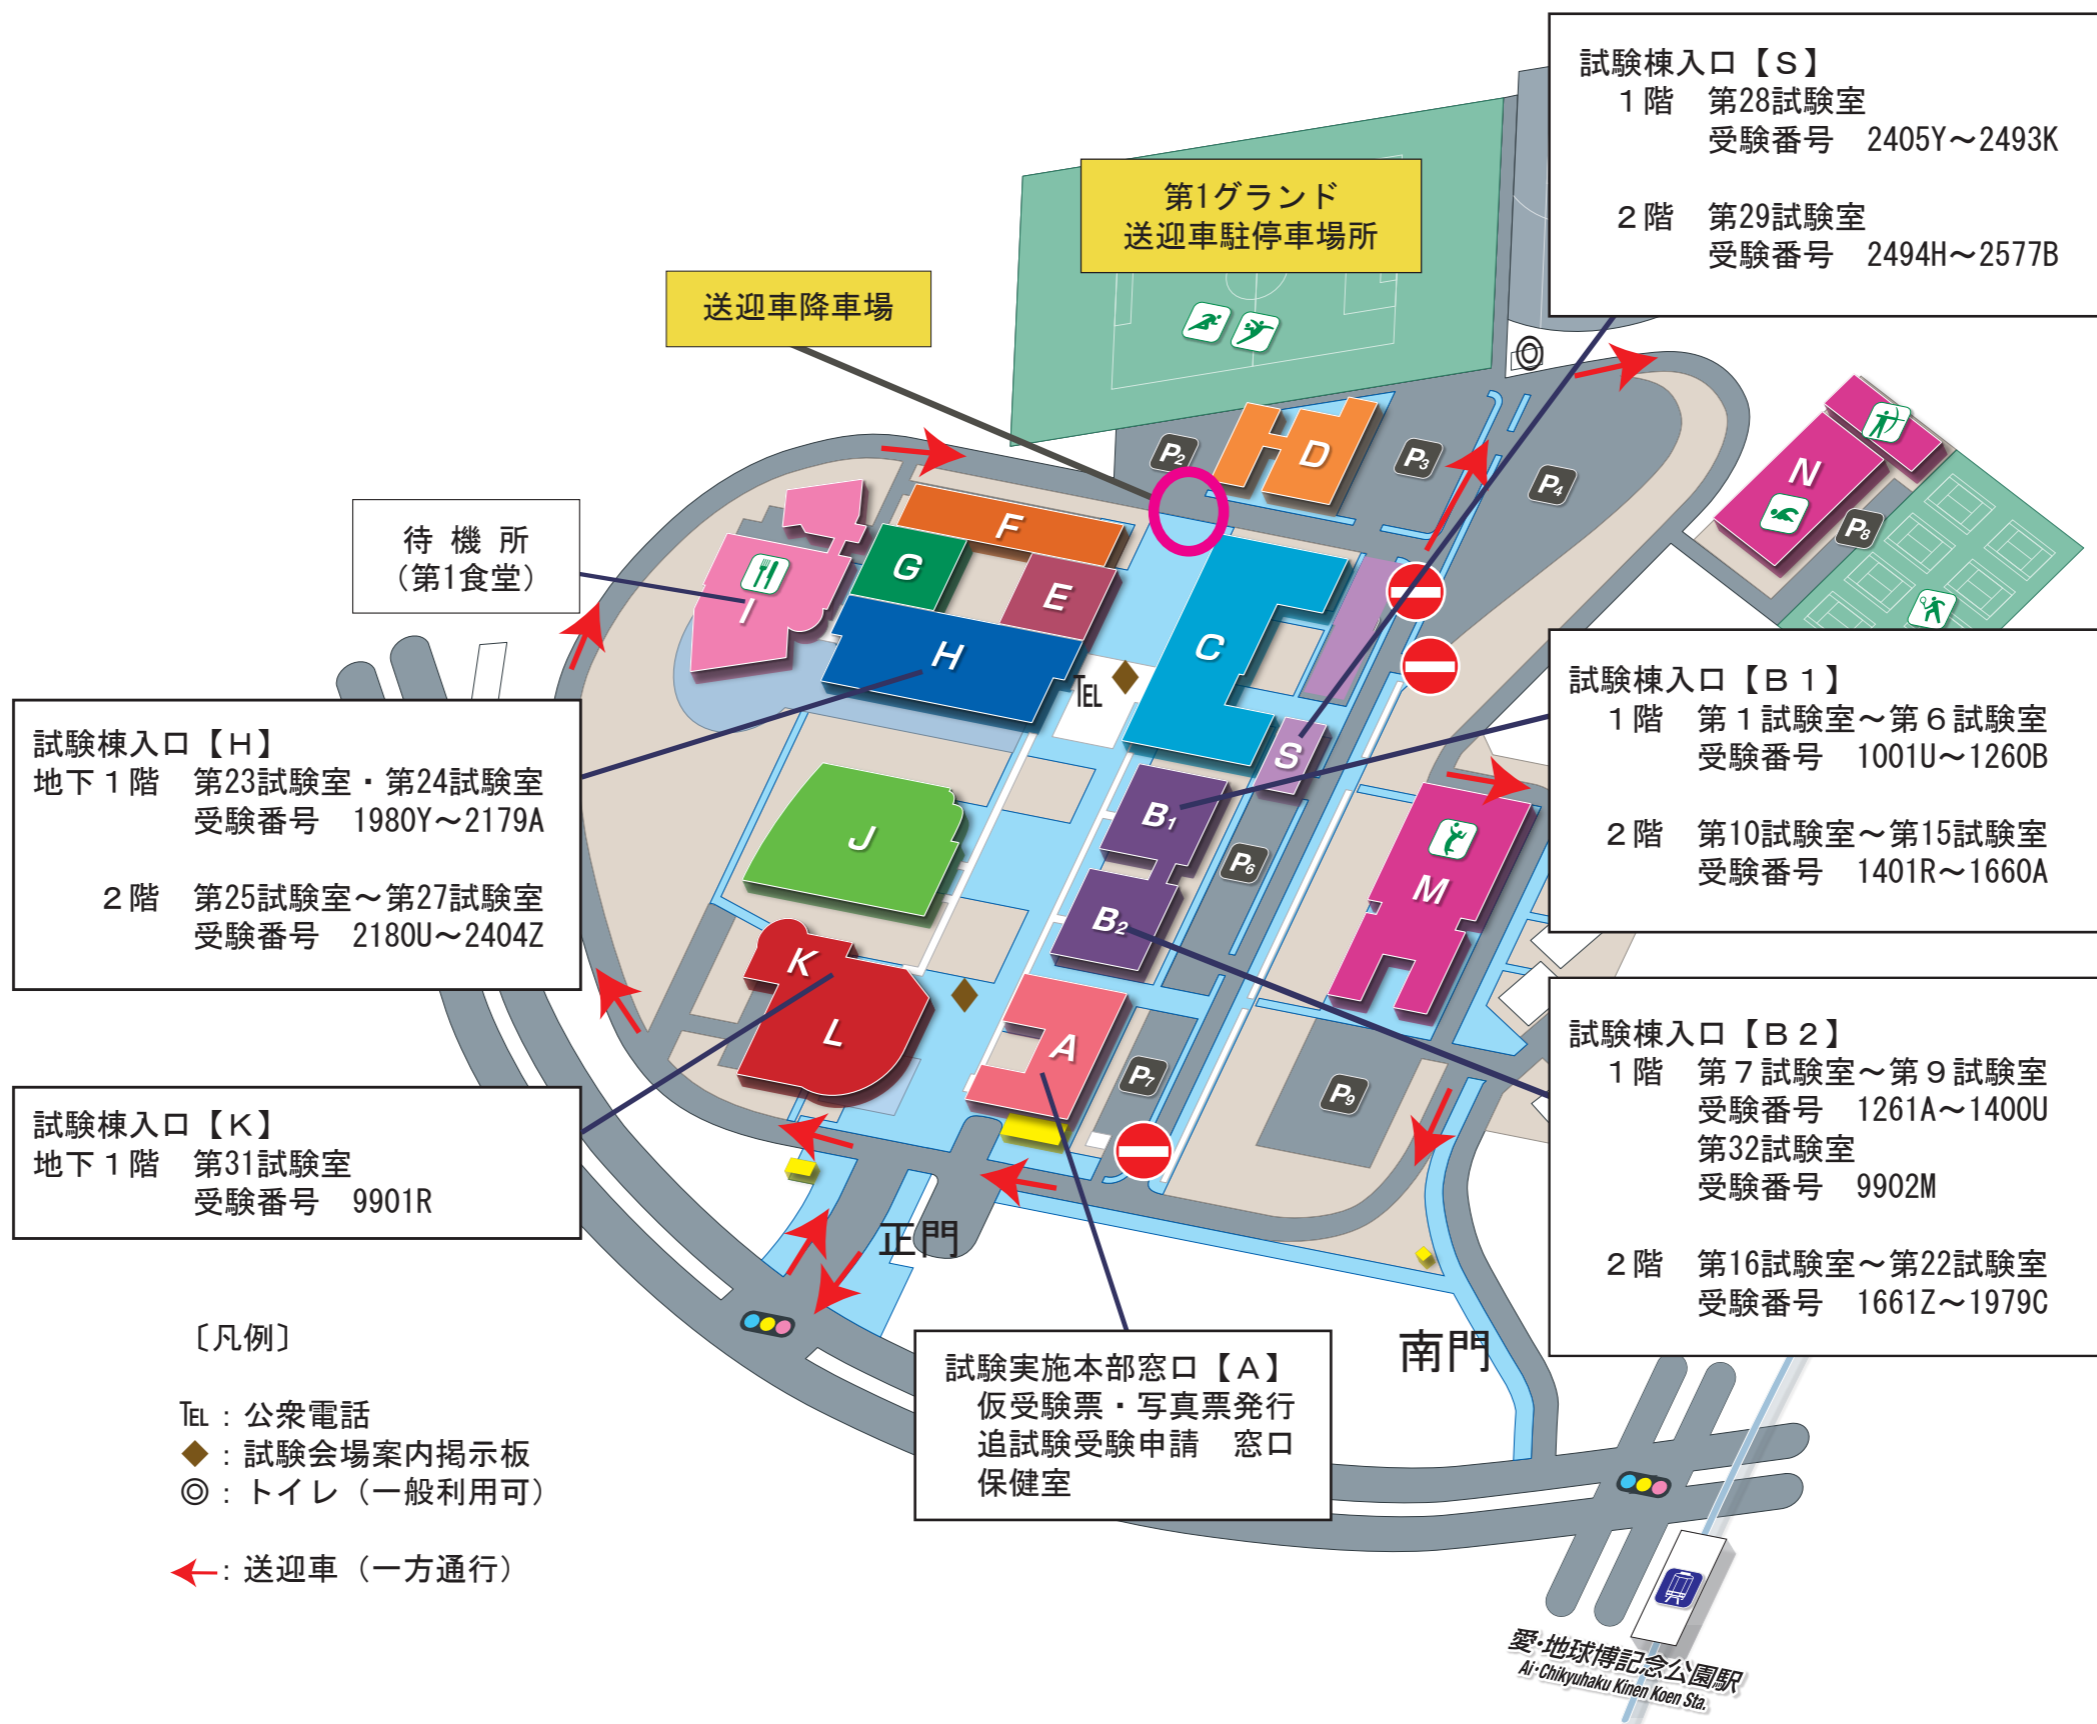 試験棟入口【S】
1階 第28試験室
受験番号 2405Y～2493K
2階 第29試験室
受験番号 2494H～2577B
第1グランド
送迎車駐停車場所
送迎車降車場
待機所
（第1食堂）
試験棟入口【H】
地下1階 第23試験室・第24試験室
受験番号 1980Y～2179A
2階 第25試験室～第27試験室
受験番号 2180U～2404Z
試験棟入口【K】
地下1階 第31試験室
受験番号 9901R
試験棟入口【B1】
1階 第1試験室～第6試験室
受験番号 1001U～1260B
2階 第10試験室～第15試験室
受験番号 1401R～1660A
試験棟入口【B2】
1階 第7試験室～第9試験室
受験番号 1261A～1400U
第32試験室
受験番号 9902M
2階 第16試験室～第22試験室
受験番号 1661Z～1979C
試験実施本部窓口【A】
仮受験票・写真票発行
追試験受験申請 窓口
保健室
P2
D
P3
P4
N
P8
F
G
E
I
H
C
TEL
S
J
B1
P6
M
B2
K
L
A
P7
P9
正門
南門
〔凡例〕
TEL：公衆電話
◆：試験会場案内掲示板
◎：トイレ（一般利用可）
←：送迎車（一方通行）
愛・地球博記念公園駅
Ai・Chikyuhaku Kinen Koen Sta.